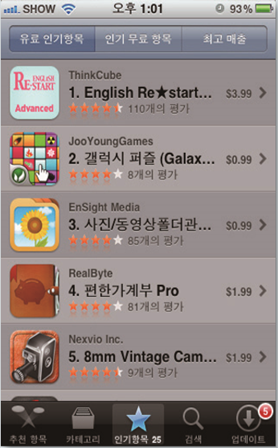 SHOW 오후 1:01 93%
유료 인기항목 인기 무료 항목 최고 매출
ENGLISH
RE-START
Advanced
ThinkCube
1. English Re★start... $3.99
110개의 평가
JooYoungGames
2. 갤럭시 퍼즐 (Galax... $0.99
8개의 평가
EnSight Media
3. 사진/동영상폴더관... $0.99
85개의 평가
RealByte
4. 편한가계부 Pro $1.99
81개의 평가
Nexvio Inc.
5. 8mm Vintage Cam... $1.99
9개의 평가
추천 항목 카테고리 인기항목 25 검색 업데이트 5